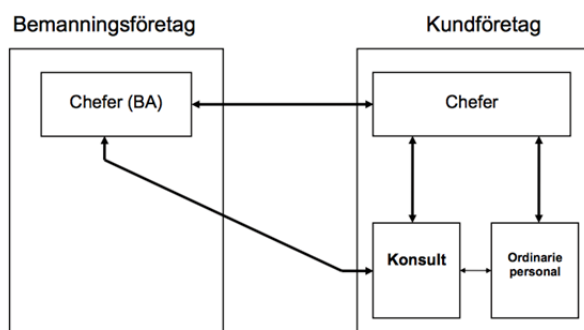 Bemanningsföretag
Kundföretag
Chefer (BA)
Chefer
Konsult
Ordinarie
personal